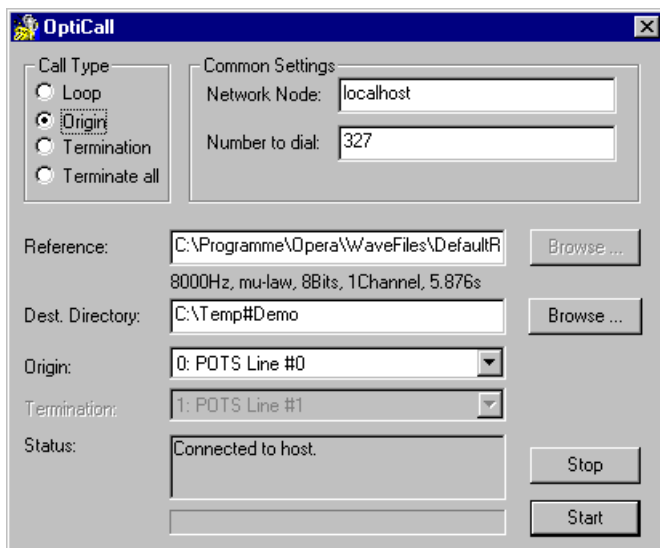 OptiCall
Call Type
Loop
Origin
Termination
Terminate all
Common Settings
Network Node: localhost
Number to dial: 327
Reference: C:\Programme\Opera\WaveFiles\DefaultR Browse ...
8000Hz, mu-law, 8Bits, 1Channel, 5.876s
Dest. Directory: C:\Temp#Demo Browse ...
Origin: 0: POTS Line #0
Termination: 1: POTS Line #1
Status: Connected to host.
Stop
Start